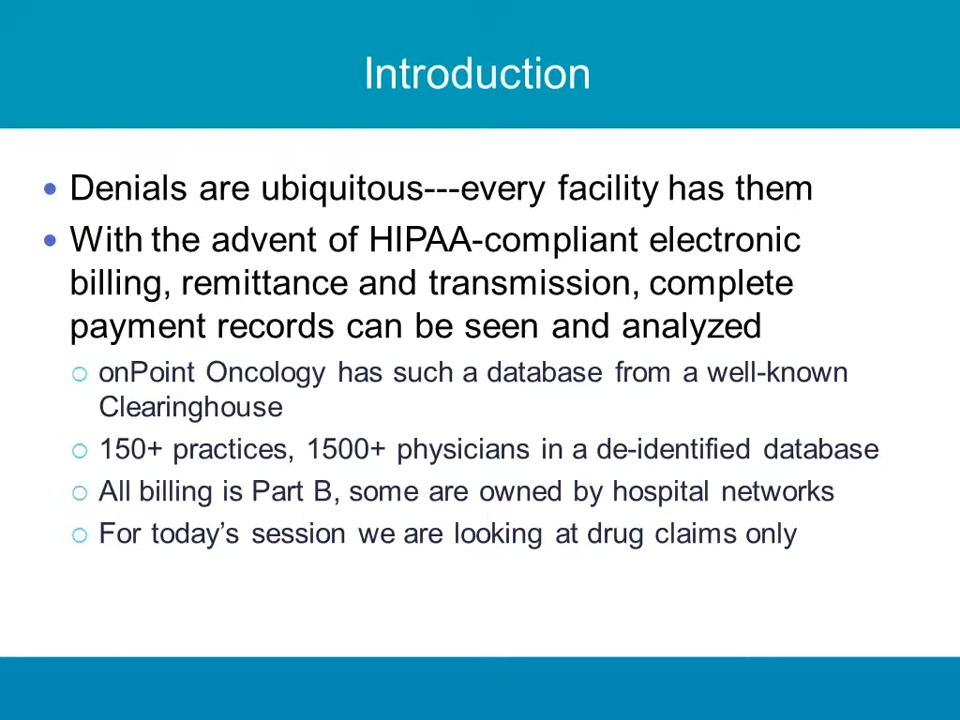 Introduction
Denials are ubiquitous---every facility has them
With the advent of HIPAA-compliant electronic
billing, remittance and transmission, complete
payment records can be seen and analyzed
onPoint Oncology has such a database from a well-known
Clearinghouse
150+ practices, 1500+ physicians in a de-identified database
All billing is Part B, some are owned by hospital networks
For today’s session we are looking at drug claims only